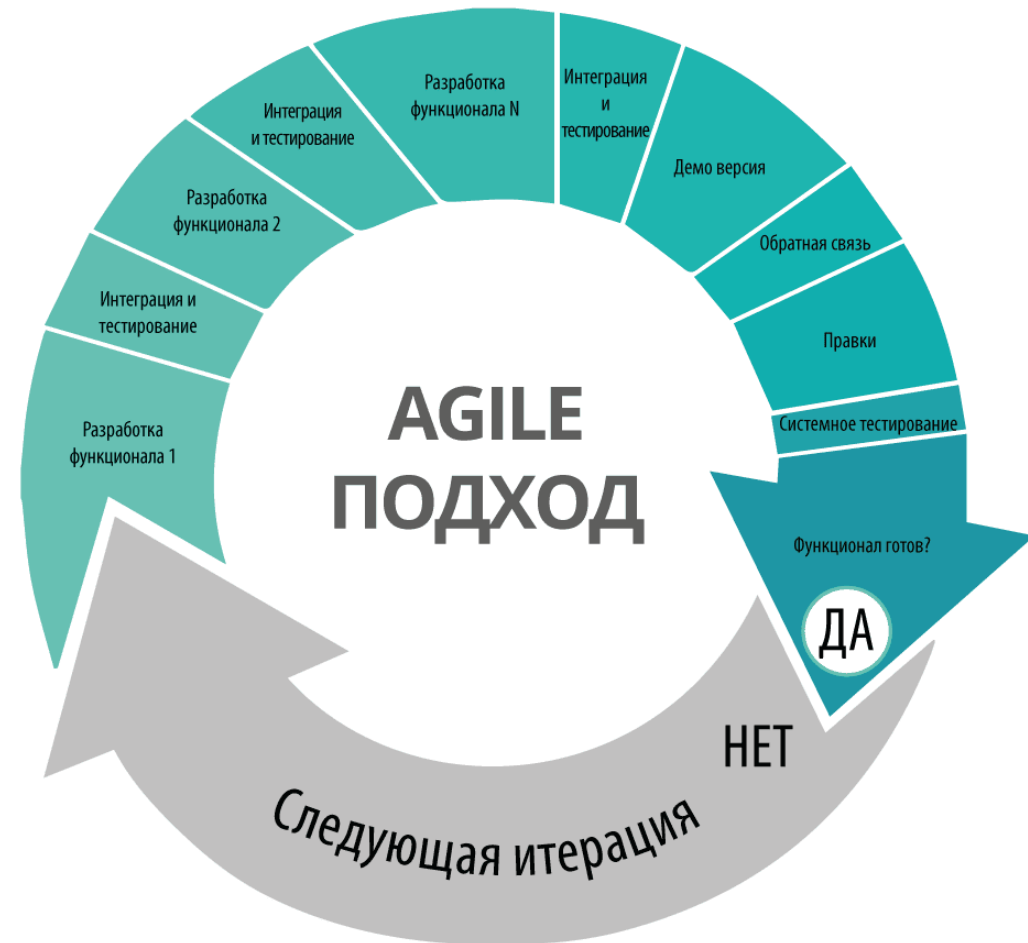 Разработка
функционала 1
Интеграция и
тестирование
Разработка
функционала 2
Интеграция
и тестирование
Разработка
функционала N
Интеграция
и
тестирование
Демо версия
Обратная связь
Правки
Системное тестирование
Функционал готов?
ДА
НЕТ
Следующая итерация
AGILE
ПОДХОД